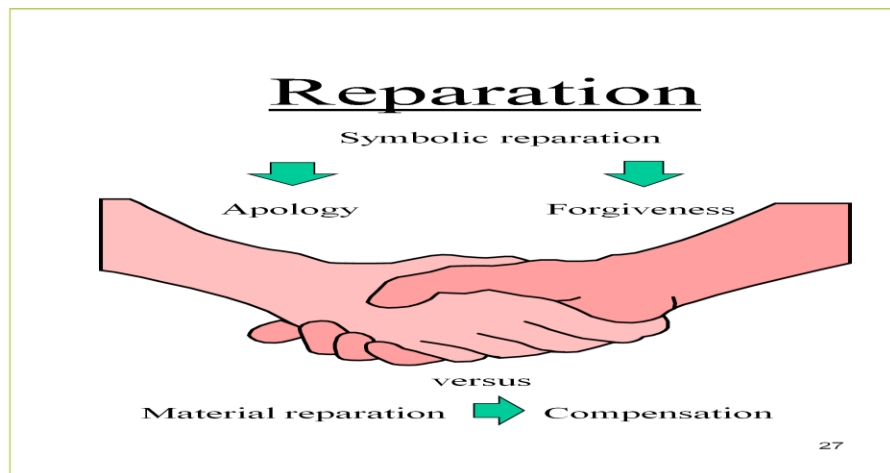 Reparation
Symbolic reparation
Apology Forgiveness
versus
Material reparation Compensation
27